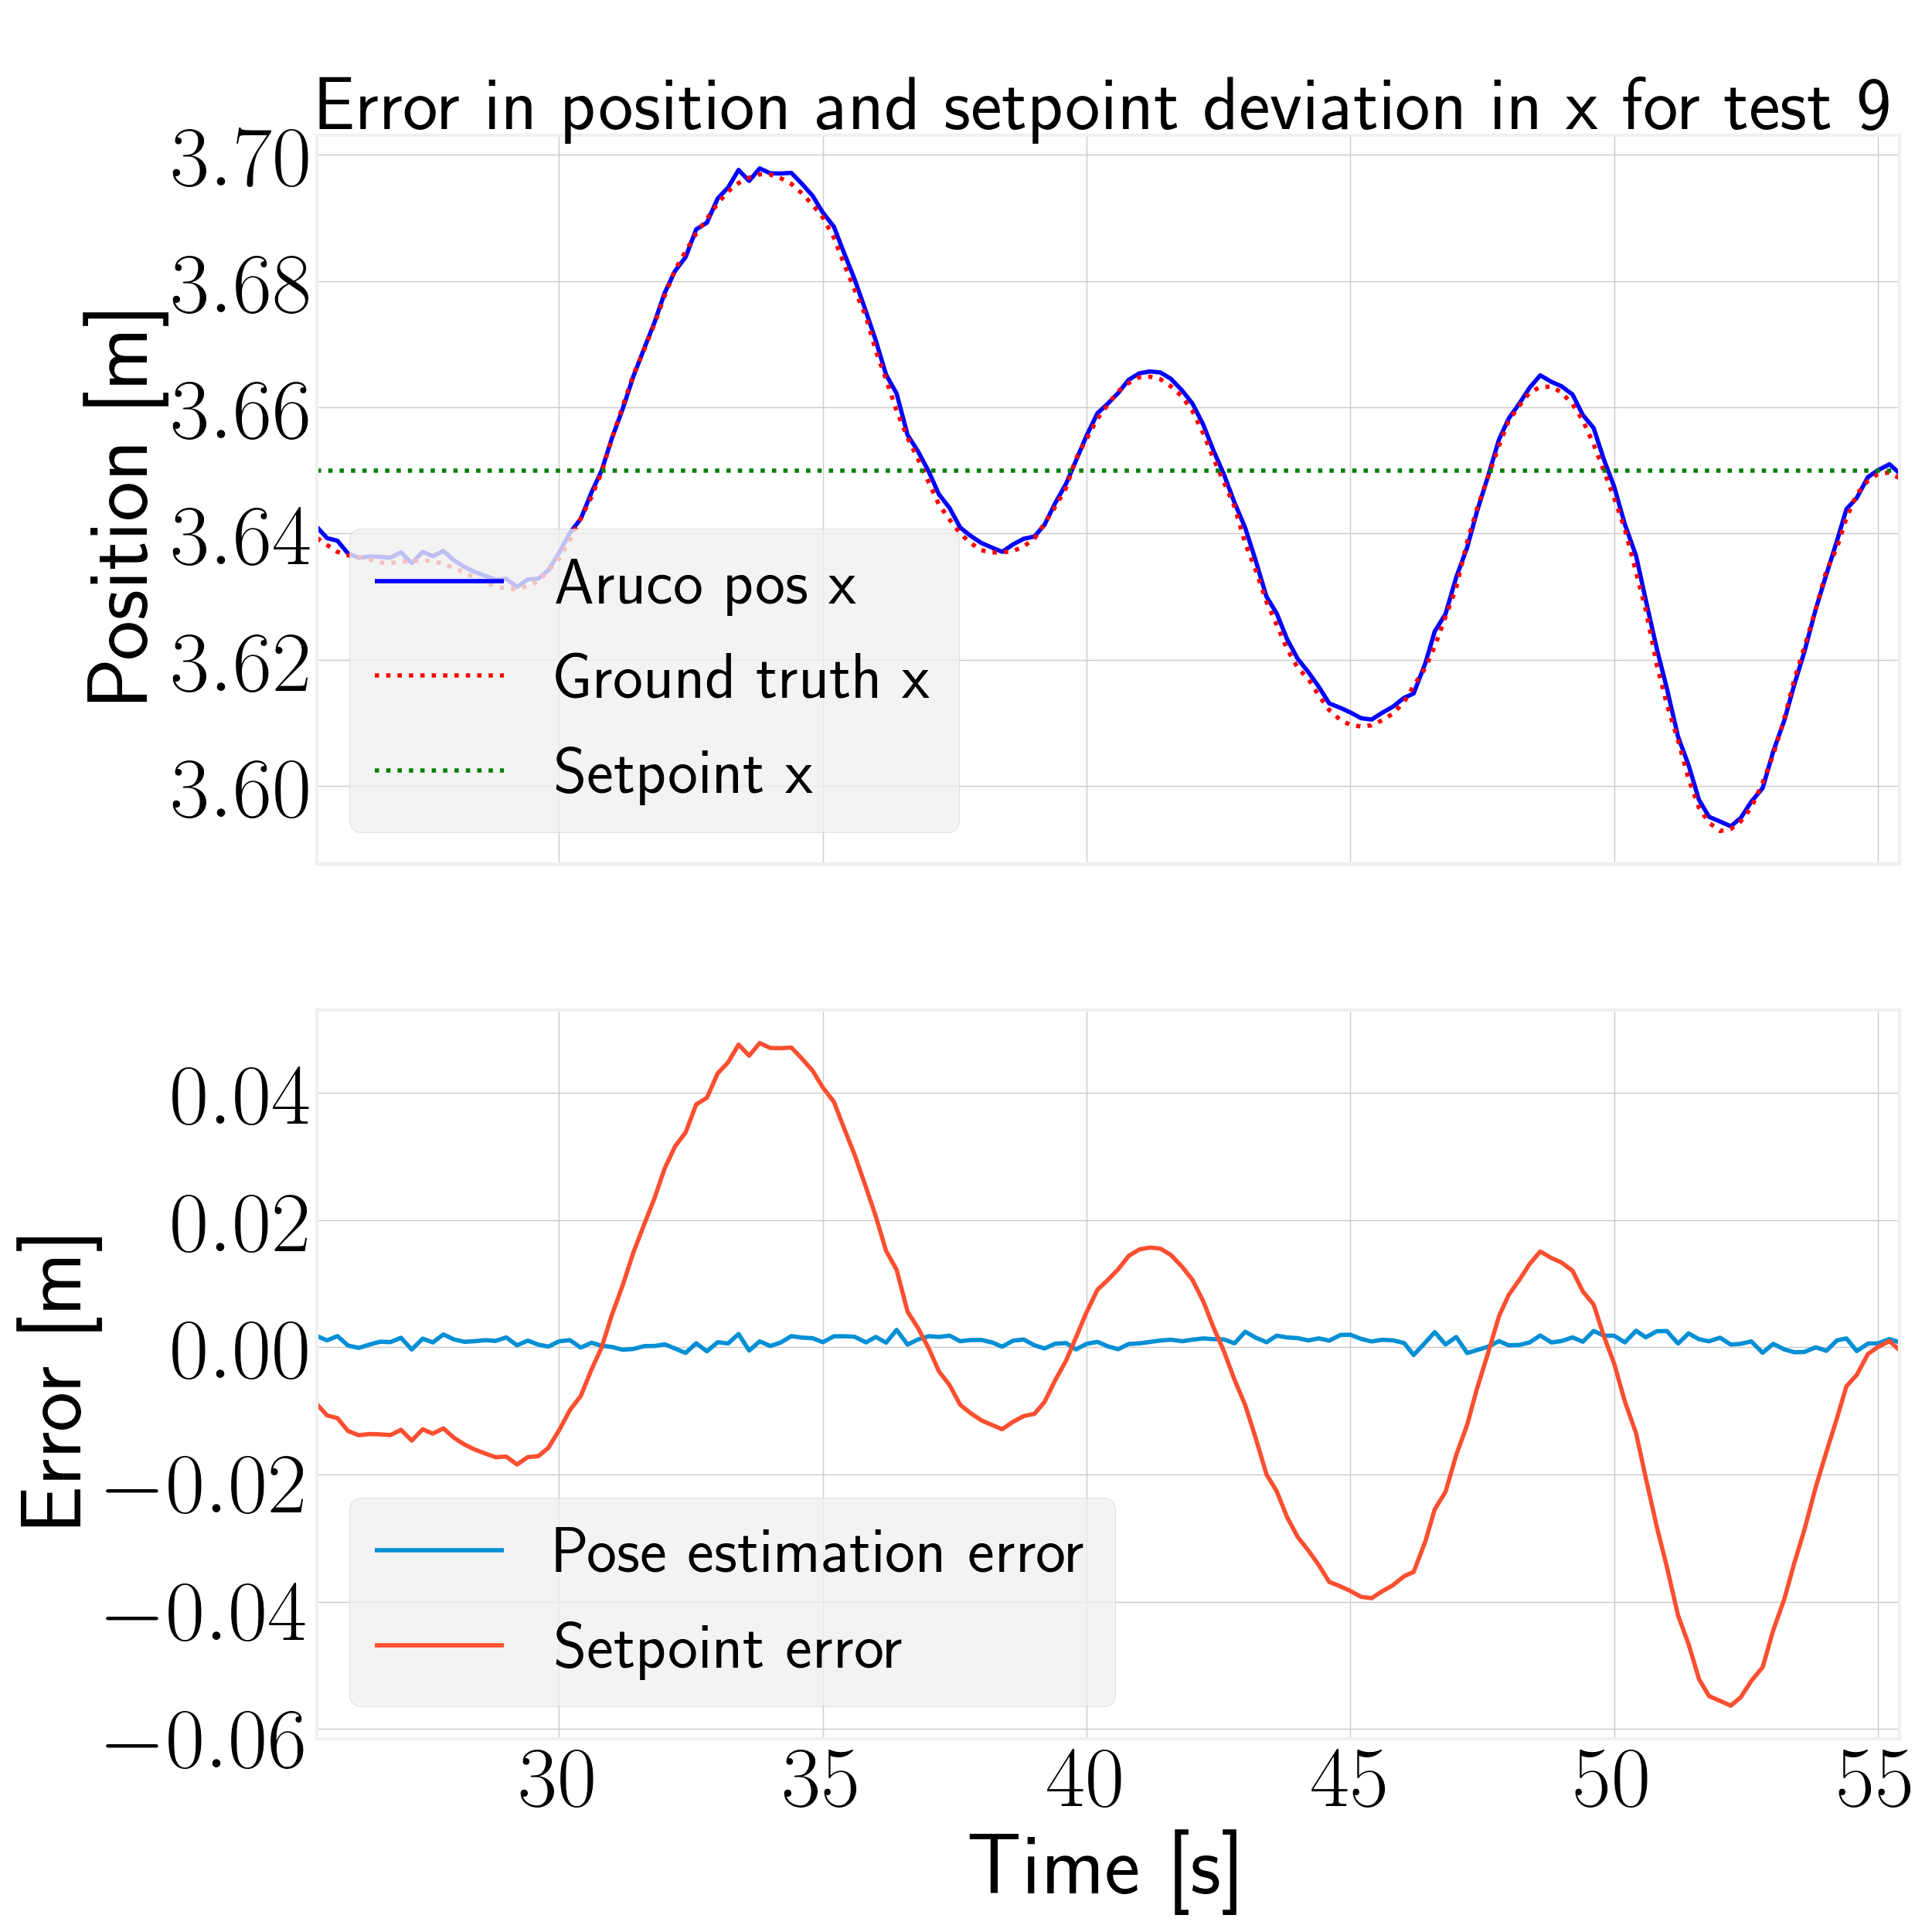 Error in position and setpoint deviation in x for test 9
Position [m]
3.70
3.68
3.66
3.64
3.62
3.60
Aruco pos x
Ground truth x
Setpoint x
Error [m]
0.04
0.02
0.00
−0.02
−0.04
−0.06
Pose estimation error
Setpoint error
30 35 40 45 50 55
Time [s]